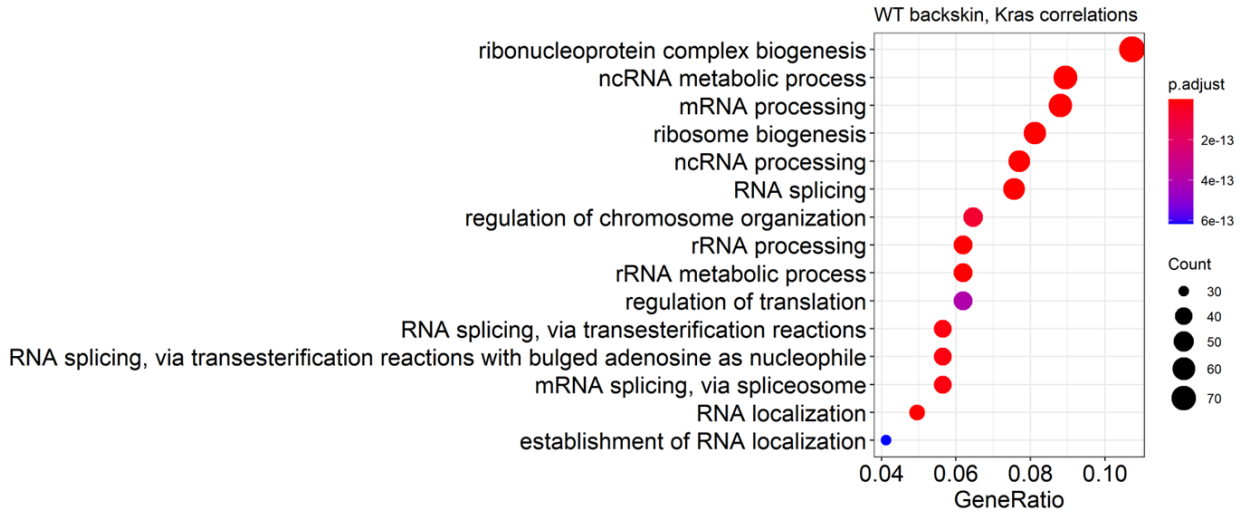 WT backskin, Kras correlations
ribonucleoprotein complex biogenesis
ncRNA metabolic process
mRNA processing
ribosome biogenesis
ncRNA processing
RNA splicing
regulation of chromosome organization
rRNA processing
rRNA metabolic process
regulation of translation
RNA splicing, via transesterification reactions
RNA splicing, via transesterification reactions with bulged adenosine as nucleophile
mRNA splicing, via spliceosome
RNA localization
establishment of RNA localization
0.04 0.06 0.08 0.10
GeneRatio
p.adjust
2e-13
4e-13
6e-13
Count
30
40
50
60
70